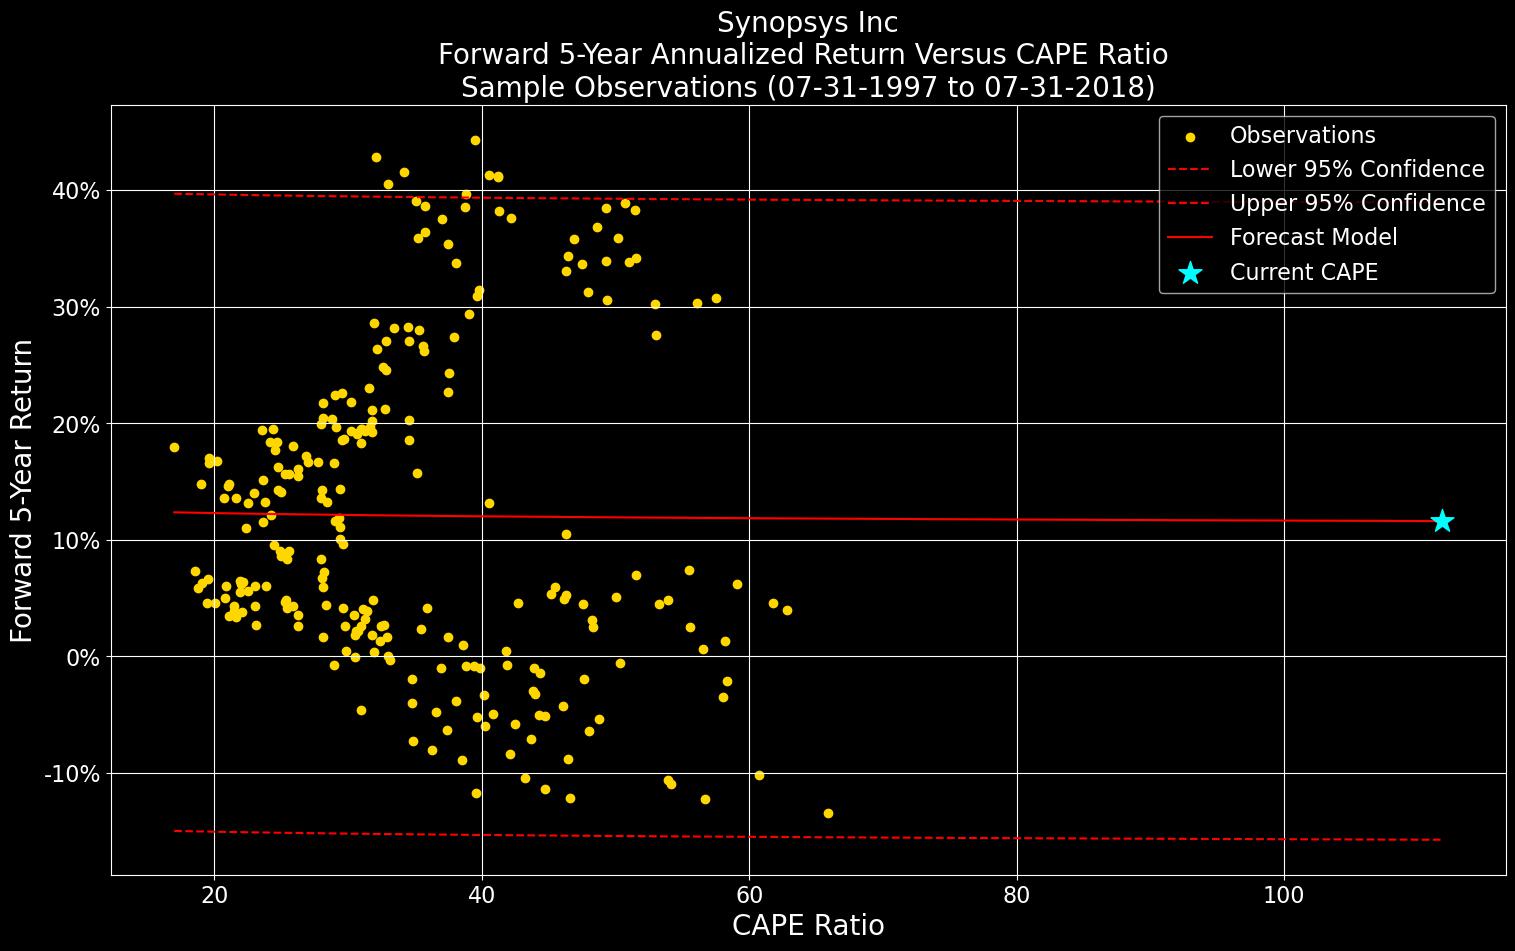 Synopsys Inc
Forward 5-Year Annualized Return Versus CAPE Ratio
Sample Observations (07-31-1997 to 07-31-2018)
Observations
Lower 95% Confidence
Upper 95% Confidence
Forecast Model
Current CAPE
Forward 5-Year Return
40%
30%
20%
10%
0%
-10%
20 40 60 80 100
CAPE Ratio